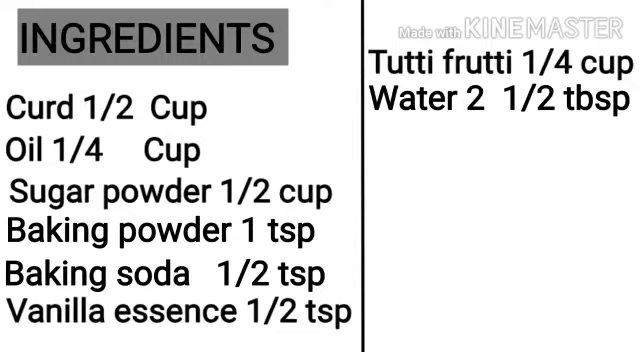 INGREDIENTS
Curd 1/2 Cup
Oil 1/4 Cup
Sugar powder 1/2 cup
Baking powder 1 tsp
Baking soda 1/2 tsp
Vanilla essence 1/2 tsp
Made with KINEMASTER
Tutti frutti 1/4 cup
Water 2 1/2 tbsp